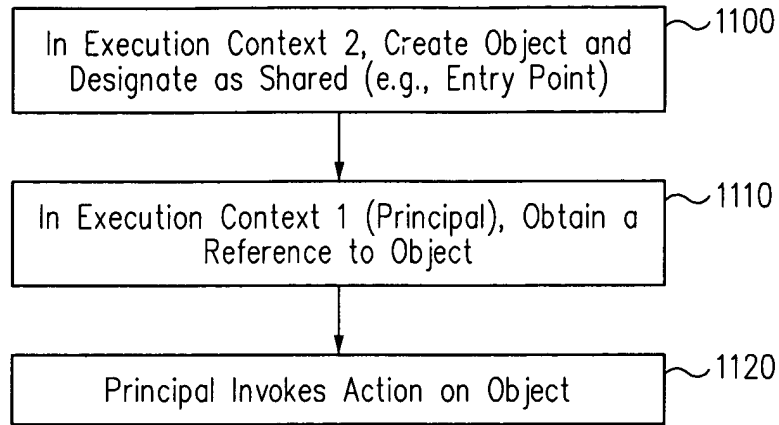 In Execution Context 2, Create Object and
Designate as Shared (e.g., Entry Point)
1100
In Execution Context 1 (Principal), Obtain a
Reference to Object
1110
Principal Invokes Action on Object
1120